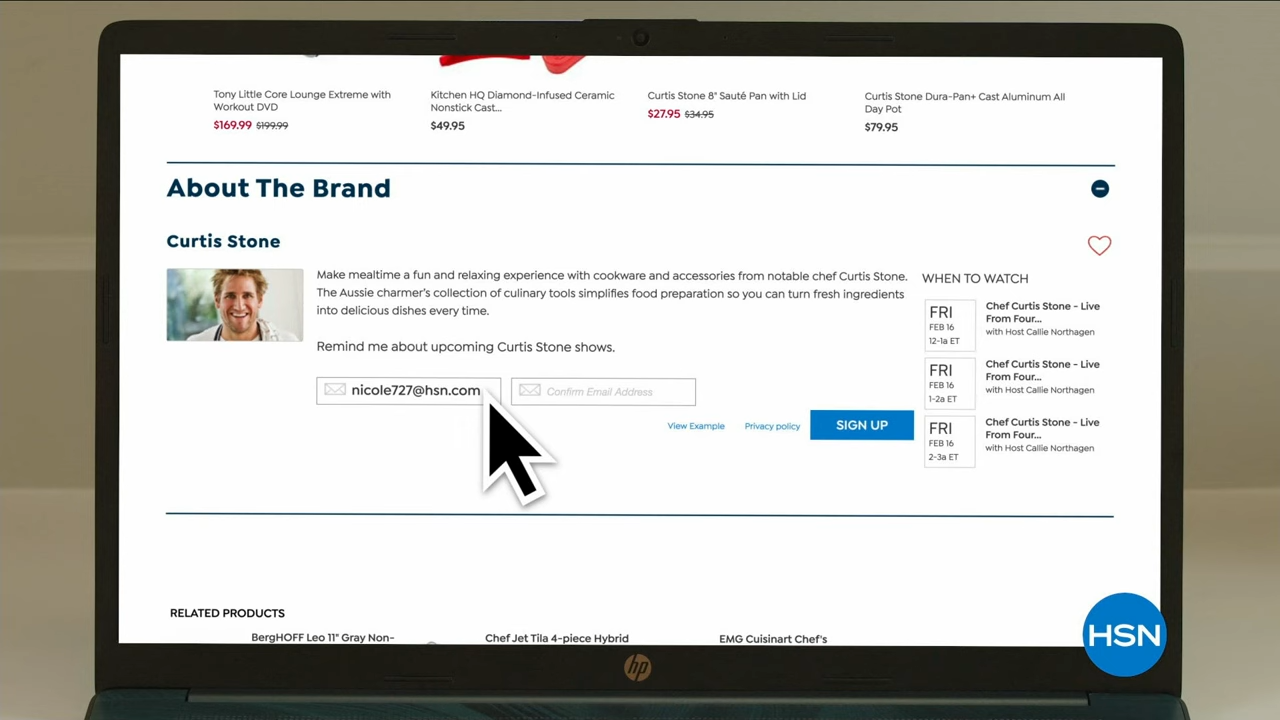 Tony Little Core Lounge Extreme with
Workout DVD
$169.99 $199.99
Kitchen HQ Diamond-Infused Ceramic
Nonstick Cast...
$49.95
Curtis Stone 8" Sauté Pan with Lid
$27.95 $34.95
Curtis Stone Dura-Pan+ Cast Aluminum All
Day Pot
$79.95
About The Brand
Curtis Stone
Make mealtime a fun and relaxing experience with cookware and accessories from notable chef Curtis Stone.
The Aussie charmer's collection of culinary tools simplifies food preparation so you can turn fresh ingredients
into delicious dishes every time.
Remind me about upcoming Curtis Stone shows.
nicole727@hsn.com
Confirm Email Address
View Example
Privacy policy
SIGN UP
WHEN TO WATCH
FRI
FEB 16
12-1a ET
Chef Curtis Stone - Live
From Four...
with Host Callie Northagen
FRI
FEB 16
1-2a ET
Chef Curtis Stone - Live
From Four...
with Host Callie Northagen
FRI
FEB 16
2-3a ET
Chef Curtis Stone - Live
From Four...
with Host Callie Northagen
RELATED PRODUCTS
BergHOFF Leo 11" Gray Non-
Chef Jet Tila 4-piece Hybrid
EMG Cuisinart Chef's
HSN
hp